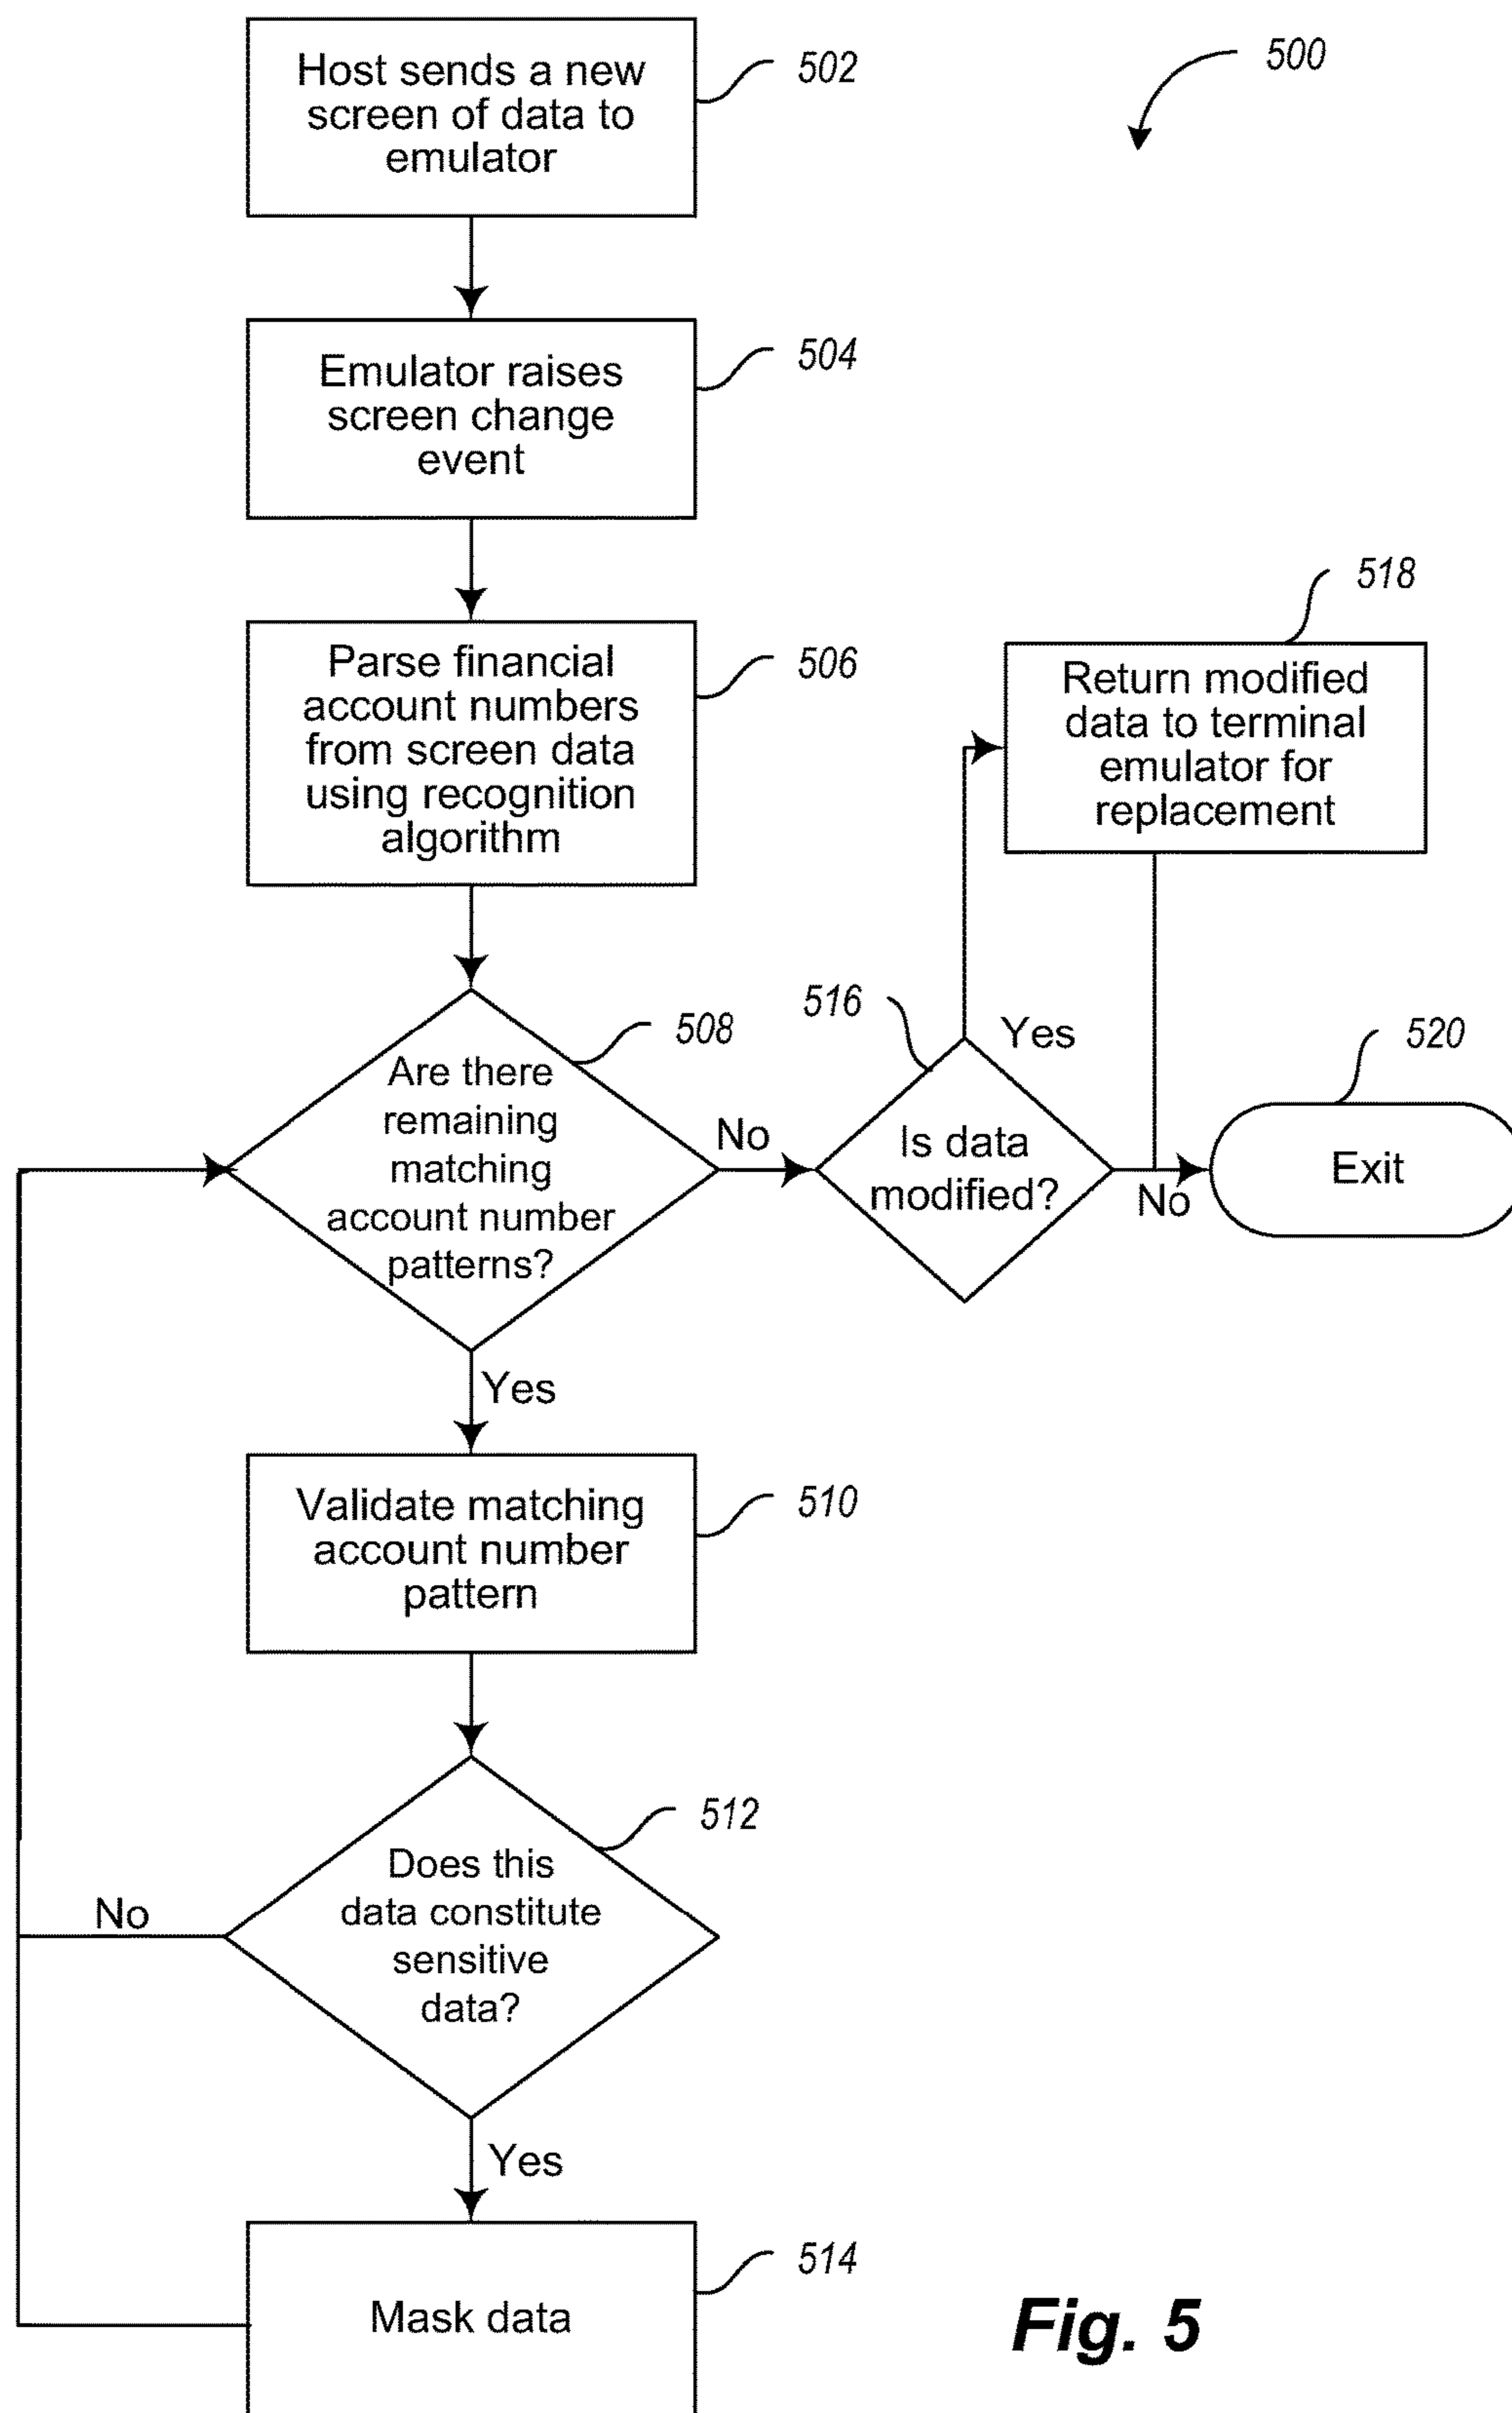 Host sends a new
screen of data to
emulator
502
500
Emulator raises
screen change
event
504
Parse financial
account numbers
from screen data
using recognition
algorithm
506
518
Return modified
data to terminal
emulator for
replacement
508
Are there
remaining
matching
account number
patterns?
No
516
Yes
Is data
modified?
No
520
Exit
Yes
Validate matching
account number
pattern
510
512
Does this
data constitute
sensitive
data?
No
Yes
Mask data
514
Fig. 5